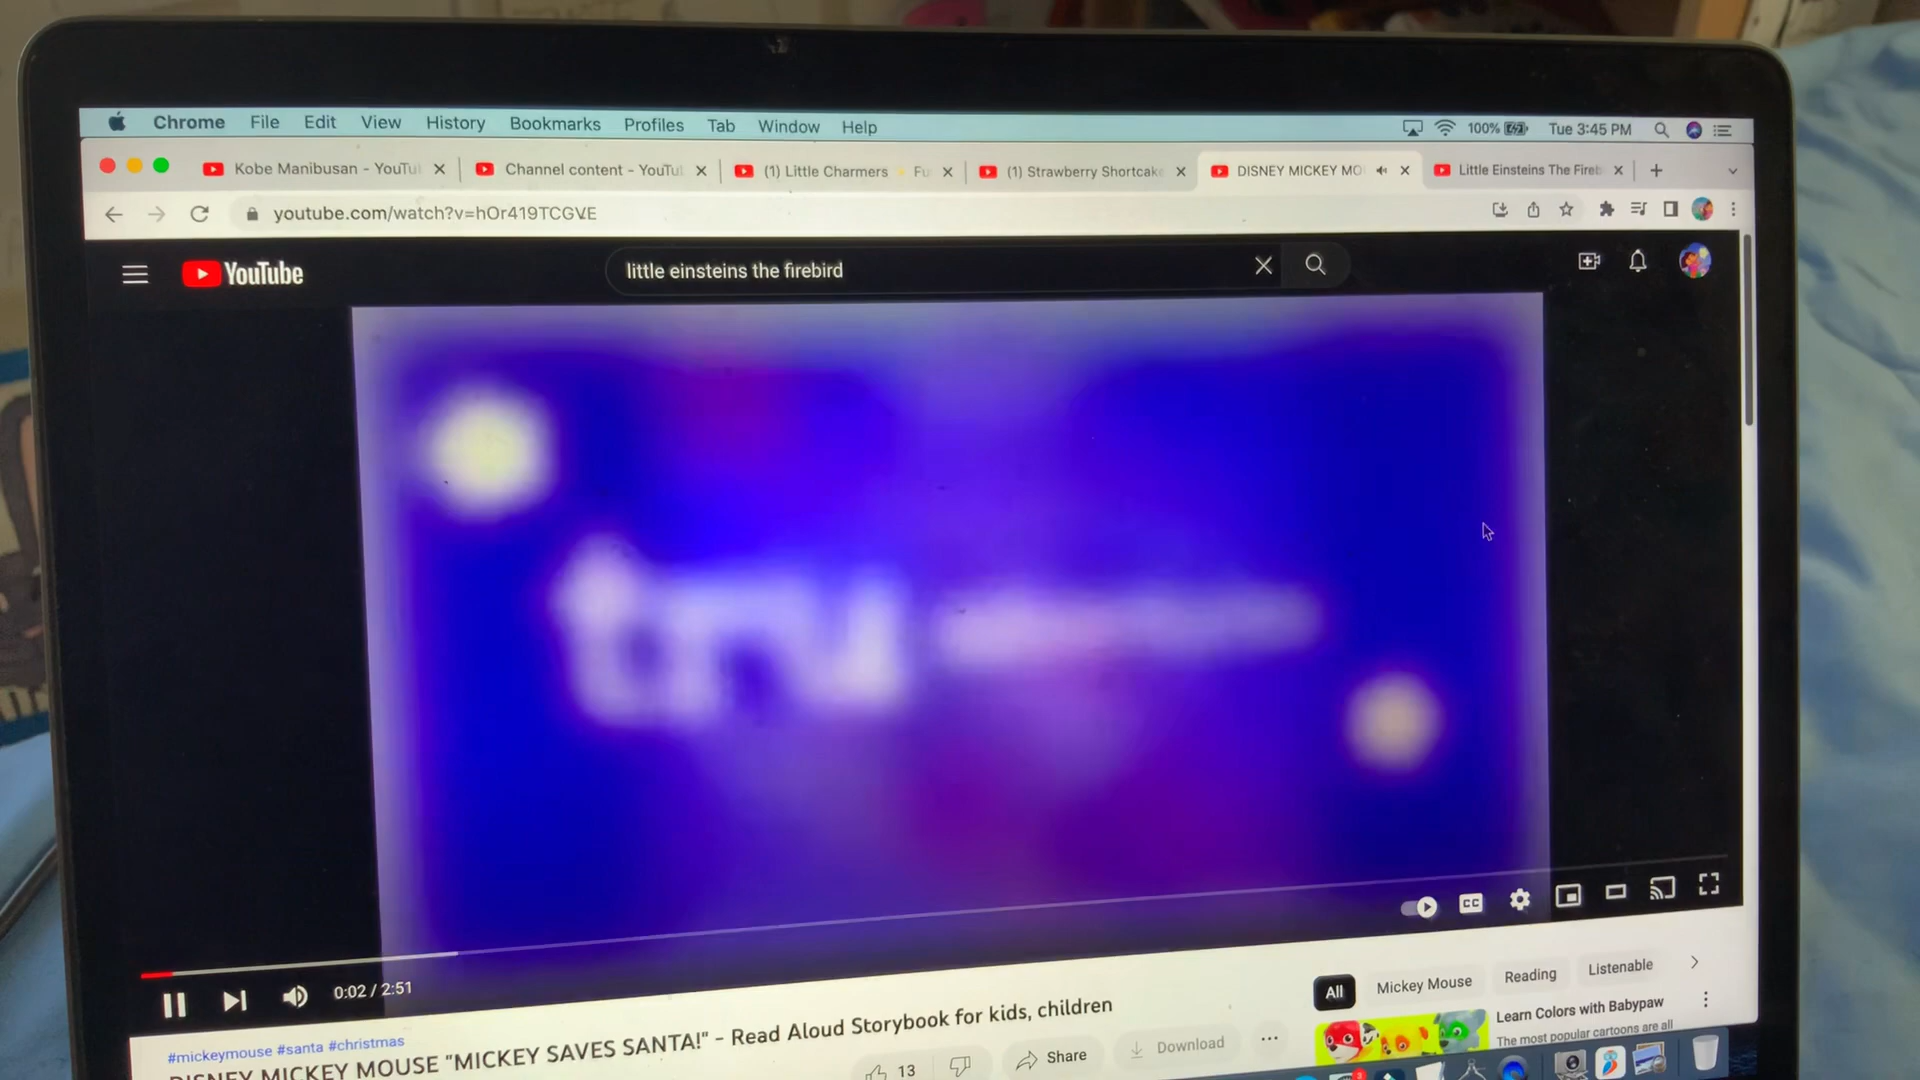 Chrome File Edit View History Bookmarks Profiles Tab Window Help 100% Tue 3:45 PM
Kobe Manibusan - YouTu Channel content - YouTu (1) Little Charmers Fu (1) Strawberry Shortcak DISNEY MICKEY MO Little Einsteins The Fireb
youtube.com/watch?v=hOr419TCGVE
YouTube little einsteins the firebird
CC
0:02 / 2:51
All Mickey Mouse Reading Listenable
#mickeymouse #santa #christmas
DISNEY MICKEY MOUSE "MICKEY SAVES SANTA!" - Read Aloud Storybook for kids, children
13 Share Download
Learn Colors with Babypaw
The most popular cartoons are all